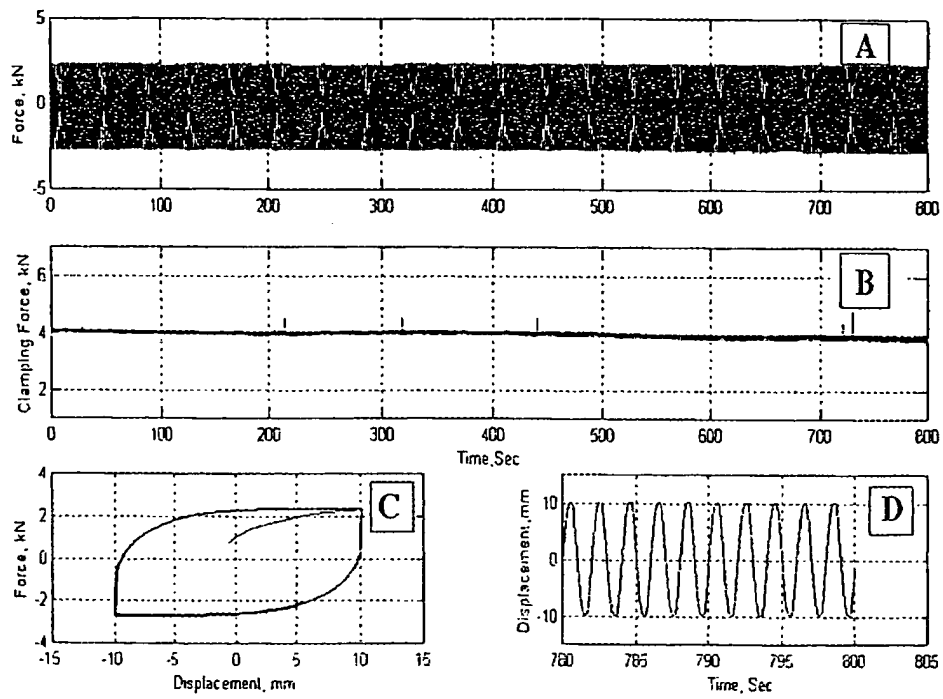 5
0
-5
Force, kN
A
0 100 200 300 400 500 600 700 800
6
4
2
Clamping Force, kN
B
0 100 200 300 400 500 600 700 800
Time,Sec
4
2
0
-2
-4
Force, kN
C
-15 -10 -5 0 5 10 15
Displacement, mm
10
0
-10
Displacement,mm
D
780 785 790 795 800 805
Time, Sec